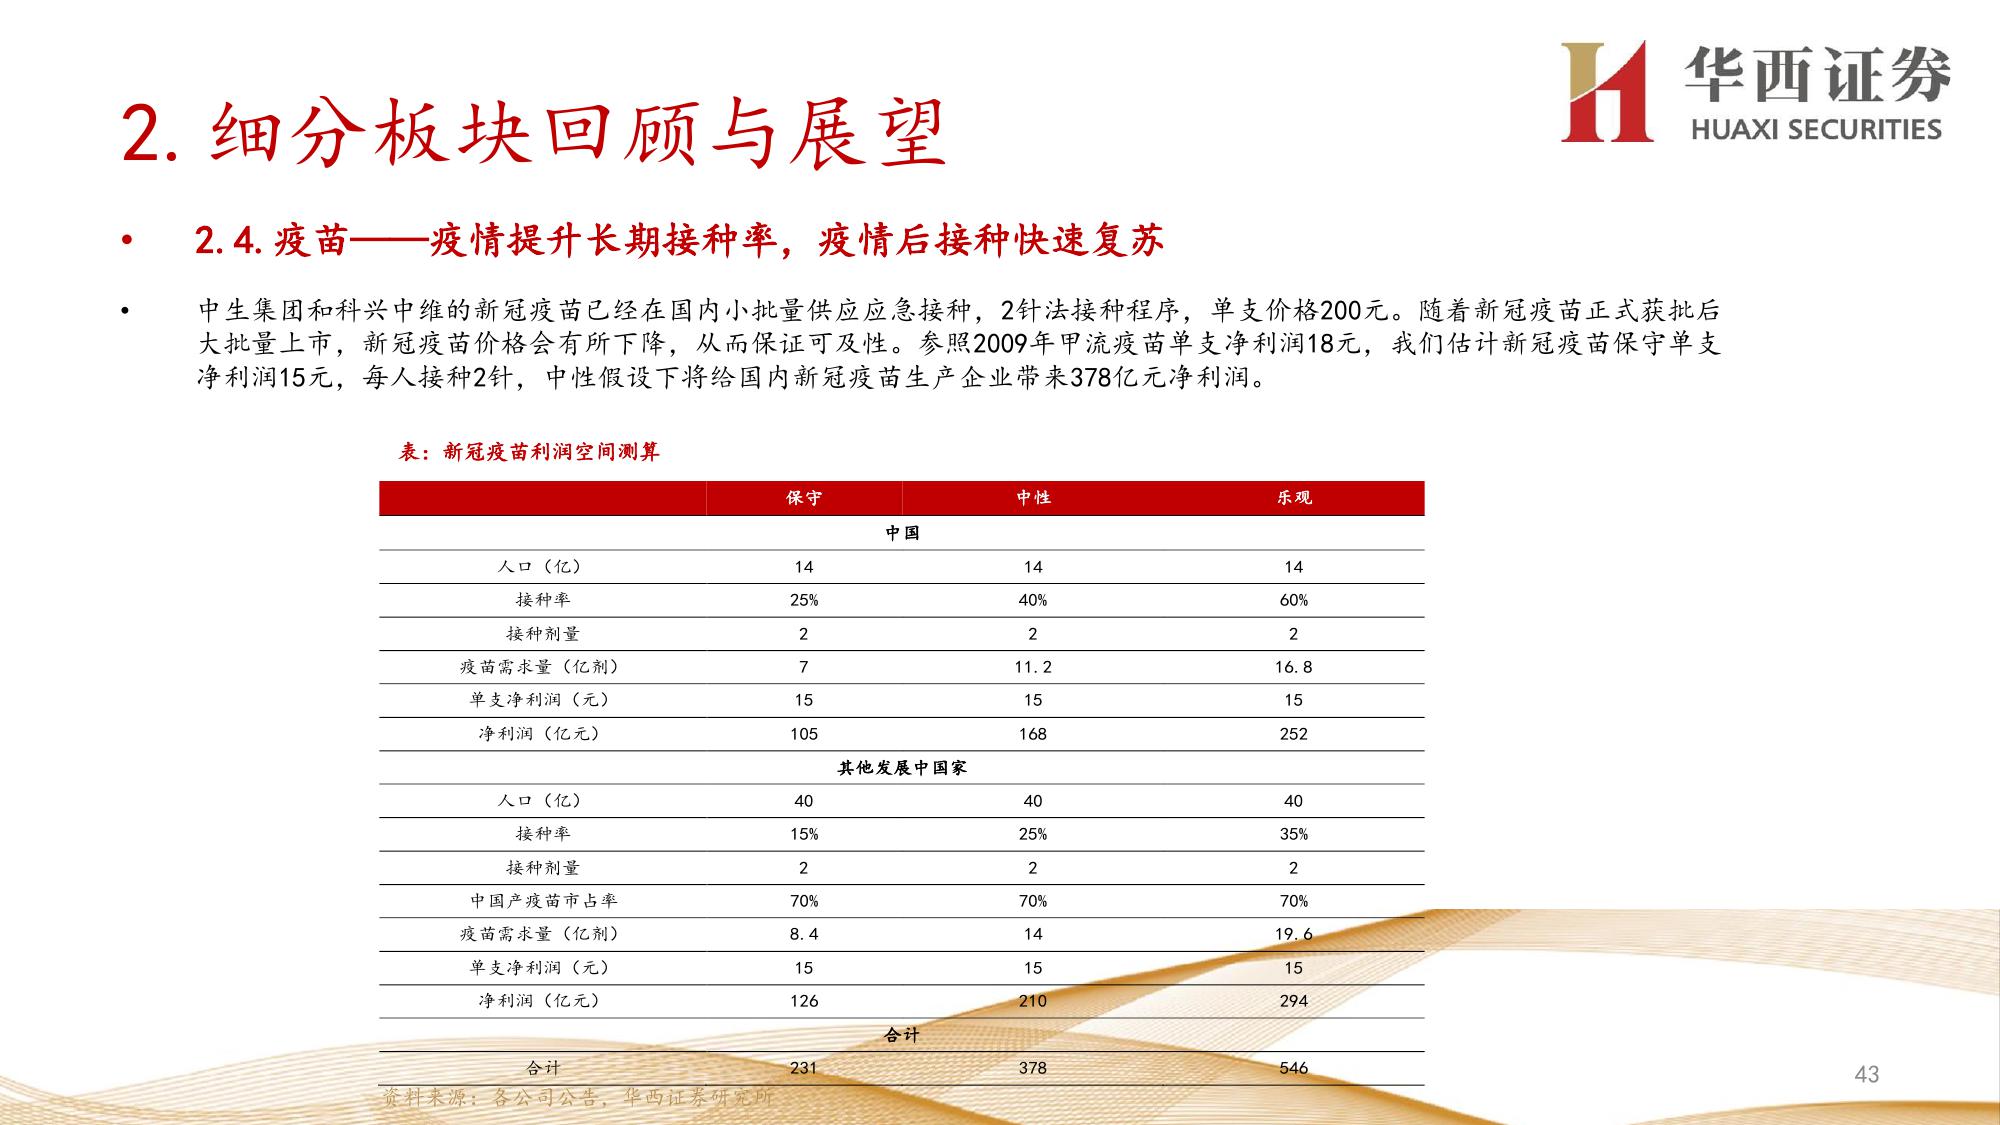 华西证券
HUAXI SECURITIES
2. 细分板块回顾与展望
• 2.4. 疫苗——疫情提升长期接种率，疫情后接种快速复苏
• 中生集团和科兴中维的新冠疫苗已经在国内小批量供应应急接种，2针法接种程序，单支价格200元。随着新冠疫苗正式获批后
大批量上市，新冠疫苗价格会有所下降，从而保证可及性。参照2009年甲流疫苗单支净利润18元，我们估计新冠疫苗保守单支
净利润15元，每人接种2针，中性假设下将给国内新冠疫苗生产企业带来378亿元净利润。
表：新冠疫苗利润空间测算
保守 中性 乐观
中国
人口（亿） 14 14 14
接种率 25% 40% 60%
接种剂量 2 2 2
疫苗需求量（亿剂） 7 11.2 16.8
单支净利润（元） 15 15 15
净利润（亿元） 105 168 252
其他发展中国家
人口（亿） 40 40 40
接种率 15% 25% 35%
接种剂量 2 2 2
中国产疫苗市占率 70% 70% 70%
疫苗需求量（亿剂） 8.4 14 19.6
单支净利润（元） 15 15 15
净利润（亿元） 126 210 294
合计
合计 231 378 546
资料来源：各公司公告，华西证券研究所
43